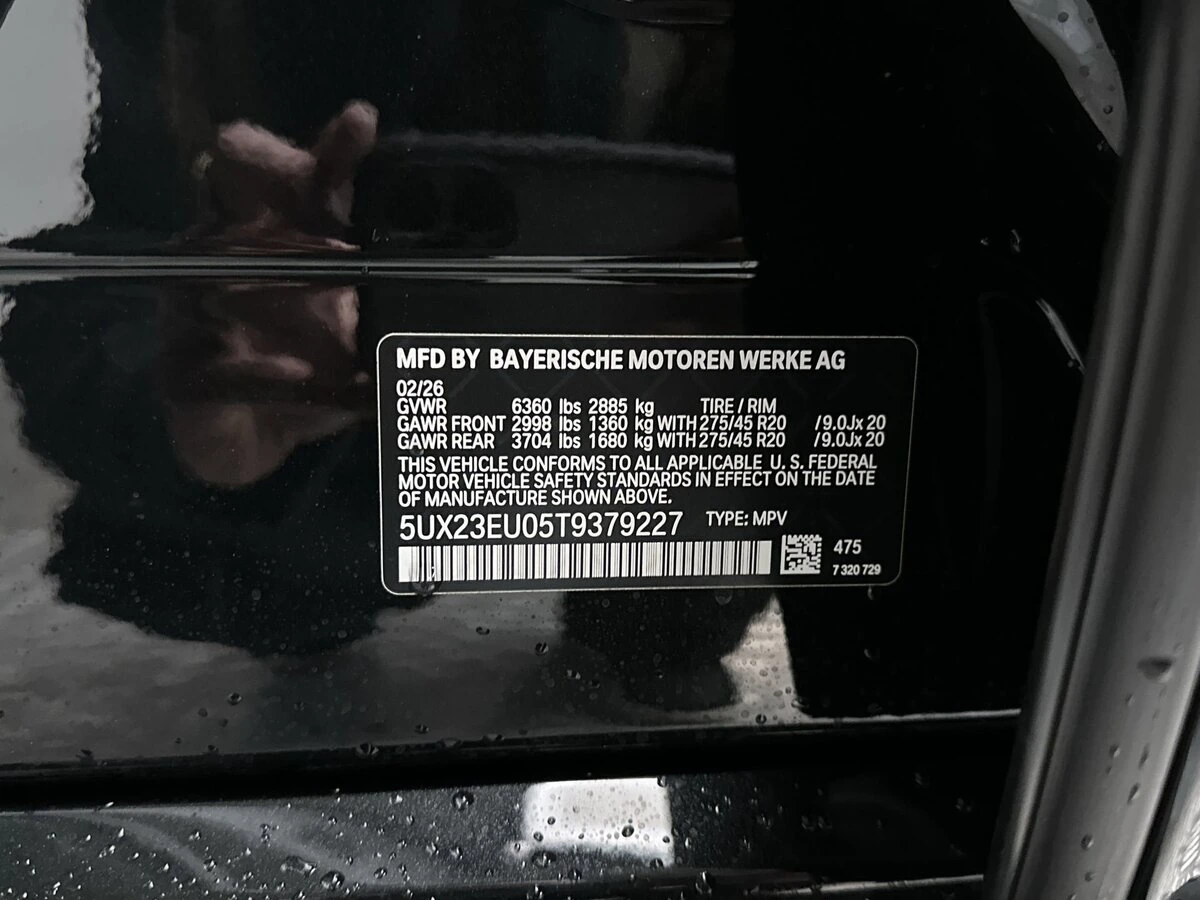 MFD BY BAYERISCHE MOTOREN WERKE AG
02/26
GVWR 6360 lbs 2885 kg TIRE / RIM
GAWR FRONT 2998 lbs 1360 kg WITH 275/45 R20 /9.0Jx 20
GAWR REAR 3704 lbs 1680 kg WITH 275/45 R20 /9.0Jx 20
THIS VEHICLE CONFORMS TO ALL APPLICABLE U. S. FEDERAL
MOTOR VEHICLE SAFETY STANDARDS IN EFFECT ON THE DATE
OF MANUFACTURE SHOWN ABOVE.
5UX23EU05T9379227 TYPE: MPV
475
7 320 729